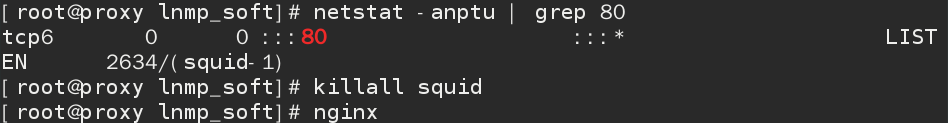 [root@proxy lnmp_soft]# netstat -anptu | grep 80
tcp6       0      0 :::80                   :::*                    LIST
EN      2634/(squid-1)
[root@proxy lnmp_soft]# killall squid
[root@proxy lnmp_soft]# nginx